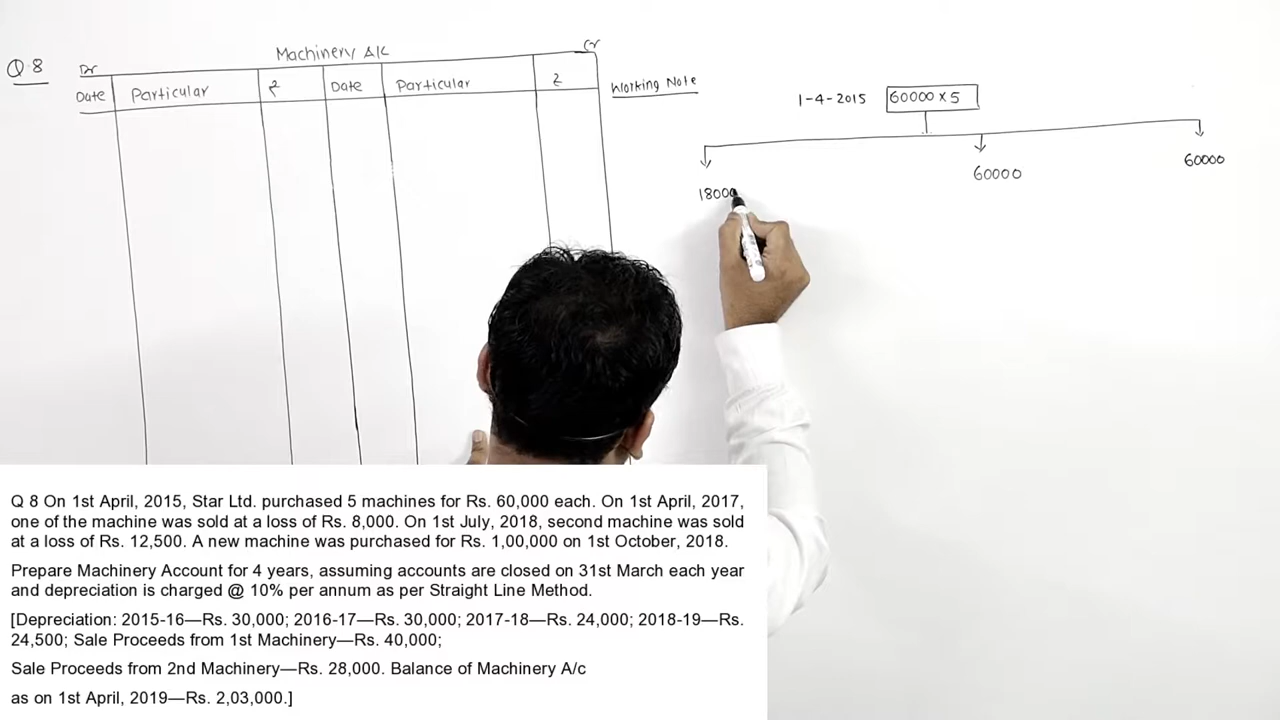 Q.8
Dr Machinery A/c Cr
Date Particular ₹ Date Particular ₹
Working Note
1-4-2015 60000 x 5
18000
60000
60000
Q 8 On 1st April, 2015, Star Ltd. purchased 5 machines for Rs. 60,000 each. On 1st April, 2017,
one of the machine was sold at a loss of Rs. 8,000. On 1st July, 2018, second machine was sold
at a loss of Rs. 12,500. A new machine was purchased for Rs. 1,00,000 on 1st October, 2018.
Prepare Machinery Account for 4 years, assuming accounts are closed on 31st March each year
and depreciation is charged @ 10% per annum as per Straight Line Method.
[Depreciation: 2015-16—Rs. 30,000; 2016-17—Rs. 30,000; 2017-18—Rs. 24,000; 2018-19—Rs.
24,500; Sale Proceeds from 1st Machinery—Rs. 40,000;
Sale Proceeds from 2nd Machinery—Rs. 28,000. Balance of Machinery A/c
as on 1st April, 2019—Rs. 2,03,000.]